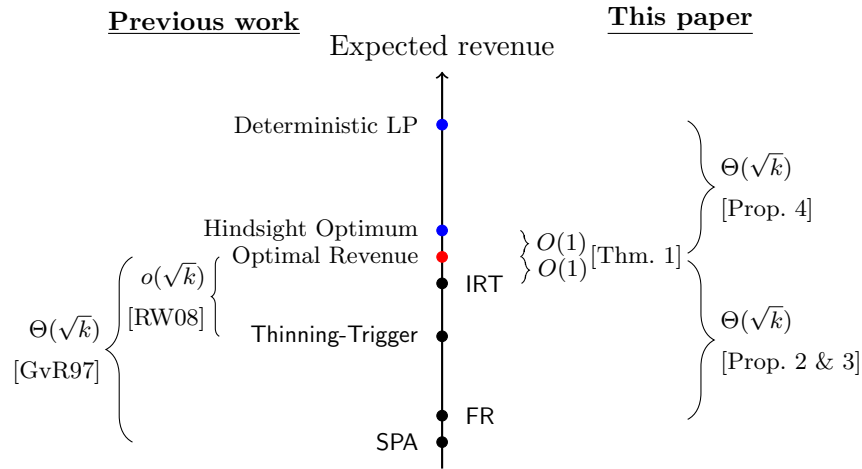 Previous work
This paper
Expected revenue
Deterministic LP
Θ(√k)
[Prop. 4]
Hindsight Optimum
O(1)
[Thm. 1]
Optimal Revenue
O(1)
o(√k)
[RW08]
IRT
Θ(√k)
[GvR97]
Thinning-Trigger
Θ(√k)
[Prop. 2 & 3]
FR
SPA